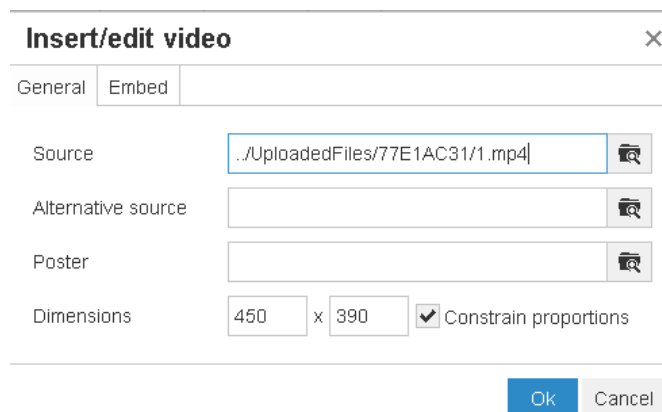 Insert/edit video
General Embed
Source ../UploadedFiles/77E1AC31/1.mp4
Alternative source
Poster
Dimensions 450 x 390 Constrain proportions
Ok Cancel